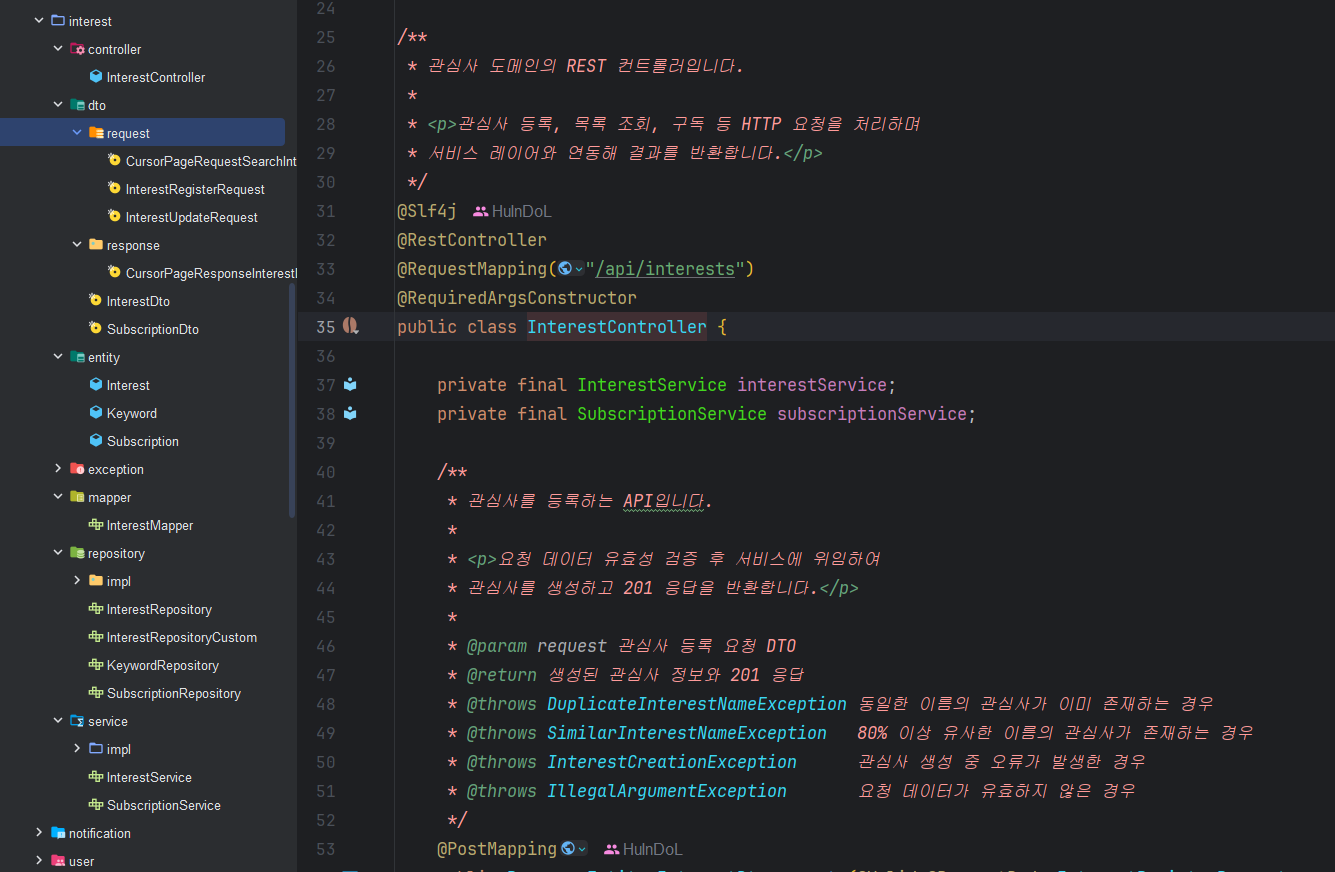 interest
controller
InterestController
dto
request
CursorPageRequestSearchInt
InterestRegisterRequest
InterestUpdateRequest
response
CursorPageResponseInterest
InterestDto
SubscriptionDto
entity
Interest
Keyword
Subscription
exception
mapper
InterestMapper
repository
impl
InterestRepository
InterestRepositoryCustom
KeywordRepository
SubscriptionRepository
service
impl
InterestService
SubscriptionService
notification
user
24
25 /**
26 * 관심사 도메인의 REST 컨트롤러입니다.
27 *
28 * <p>관심사 등록, 목록 조회, 구독 등 HTTP 요청을 처리하며
29 * 서비스 레이어와 연동해 결과를 반환합니다.</p>
30 */
31 @Slf4j HuInDoL
32 @RestController
33 @RequestMapping("/api/interests")
34 @RequiredArgsConstructor
35 public class InterestController {
36
37 private final InterestService interestService;
38 private final SubscriptionService subscriptionService;
39
40 /**
41 * 관심사를 등록하는 API입니다.
42 *
43 * <p>요청 데이터 유효성 검증 후 서비스에 위임하여
44 * 관심사를 생성하고 201 응답을 반환합니다.</p>
45 *
46 * @param request 관심사 등록 요청 DTO
47 * @return 생성된 관심사 정보와 201 응답
48 * @throws DuplicateInterestNameException 동일한 이름의 관심사가 이미 존재하는 경우
49 * @throws SimilarInterestNameException 80% 이상 유사한 이름의 관심사가 존재하는 경우
50 * @throws InterestCreationException 관심사 생성 중 오류가 발생한 경우
51 * @throws IllegalArgumentException 요청 데이터가 유효하지 않은 경우
52 */
53 @PostMapping HuInDoL